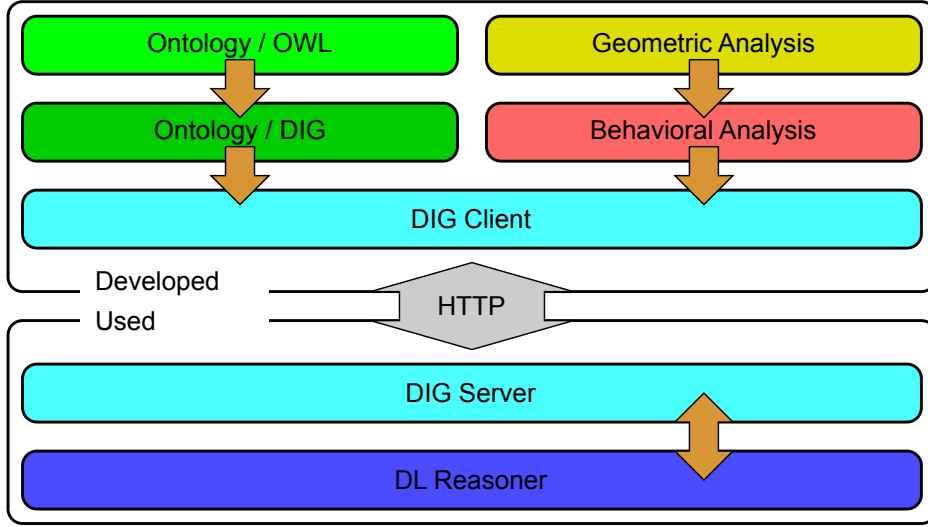 Ontology / OWL
Geometric Analysis
Ontology / DIG
Behavioral Analysis
DIG Client
Developed
HTTP
Used
DIG Server
DL Reasoner